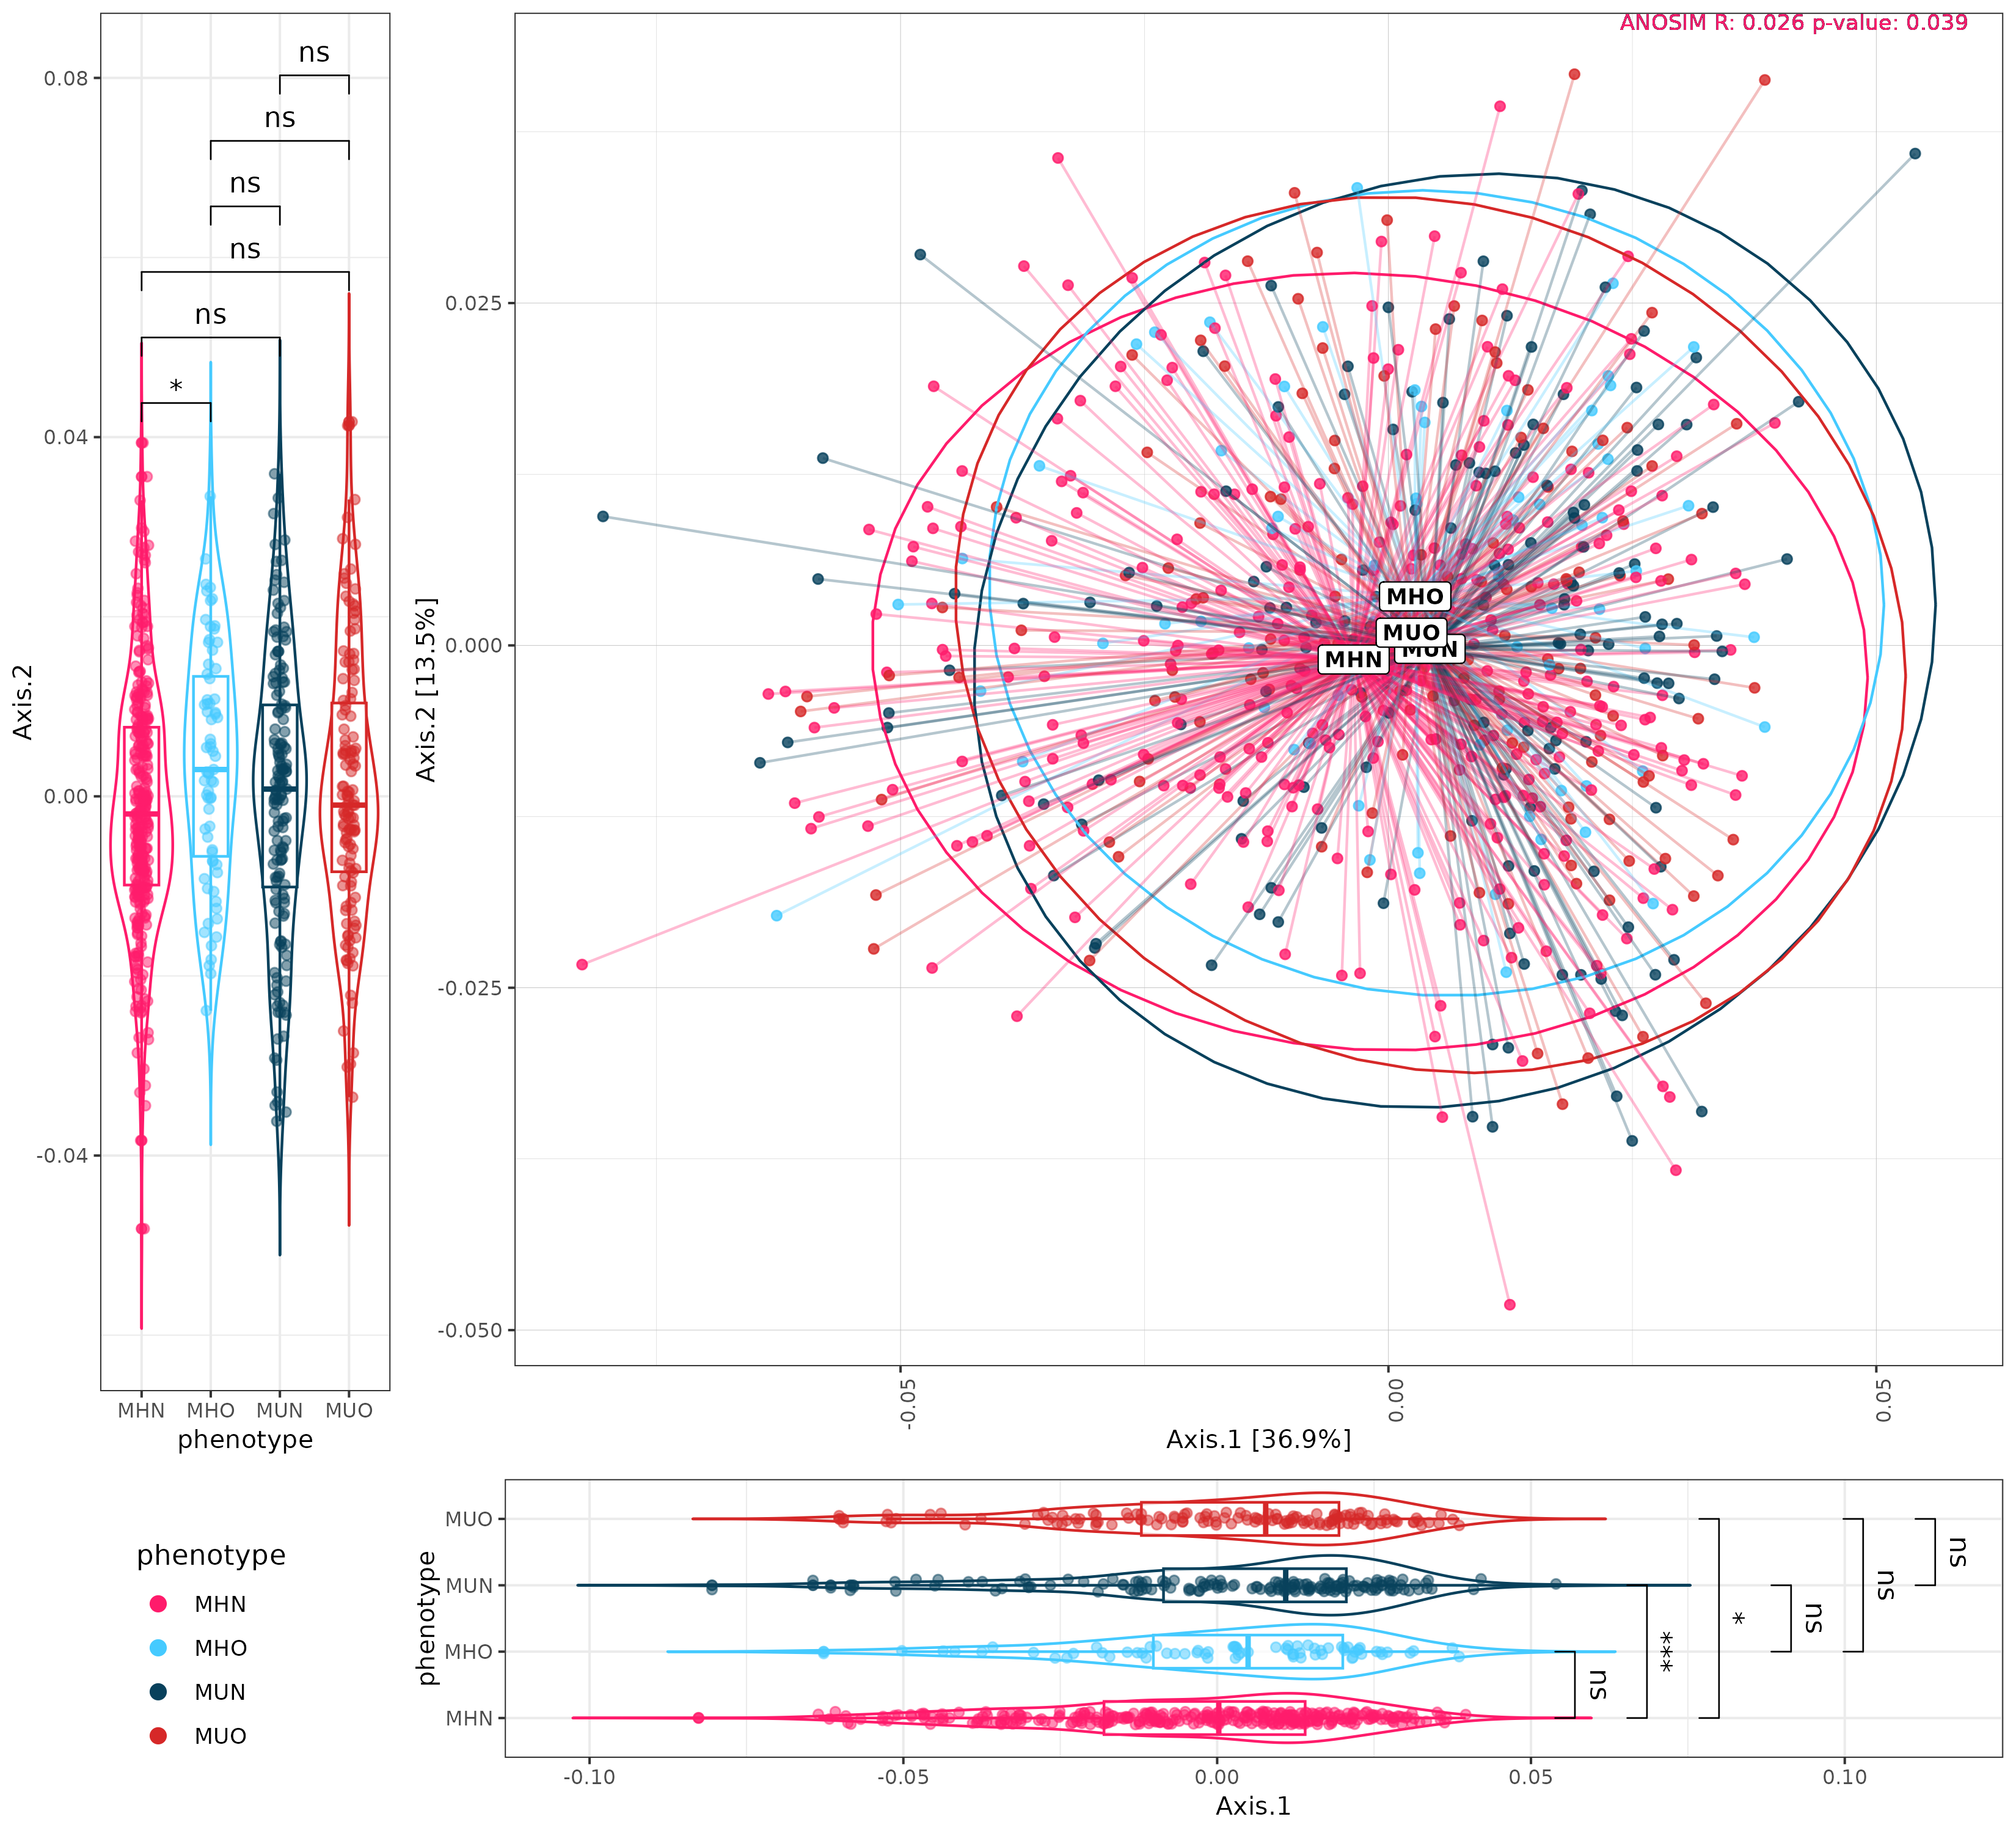 ANOSIM R: 0.026 p-value: 0.039
ns
ns
ns
ns
ns
*
0.08
0.04
0.00
-0.04
Axis.2
MHN MHO MUN MUO
phenotype
0.025
0.000
-0.025
-0.050
Axis.2 [13.5%]
MHO
MUO
MUN
MHN
-0.05 0.00 0.05
Axis.1 [36.9%]
phenotype
MHN
MHO
MUN
MUO
phenotype
MUO
MUN
MHO
MHN
ns
***
*
ns
ns
ns
-0.10 -0.05 0.00 0.05 0.10
Axis.1